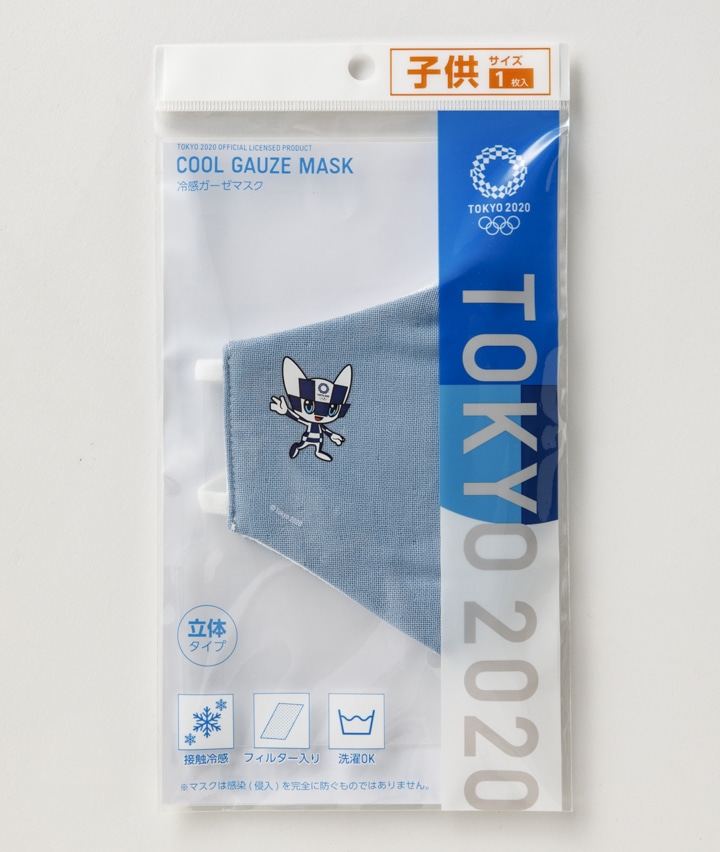 子供
サイズ
1枚入
TOKYO 2020 OFFICIAL LICENSED PRODUCT
COOL GAUZE MASK
冷感ガーゼマスク
TOKYO 2020
TOKYO 2020
©Tokyo 2020
立体
タイプ
接触冷感
フィルター入り
洗濯OK
※マスクは感染(侵入)を完全に防ぐものではありません。